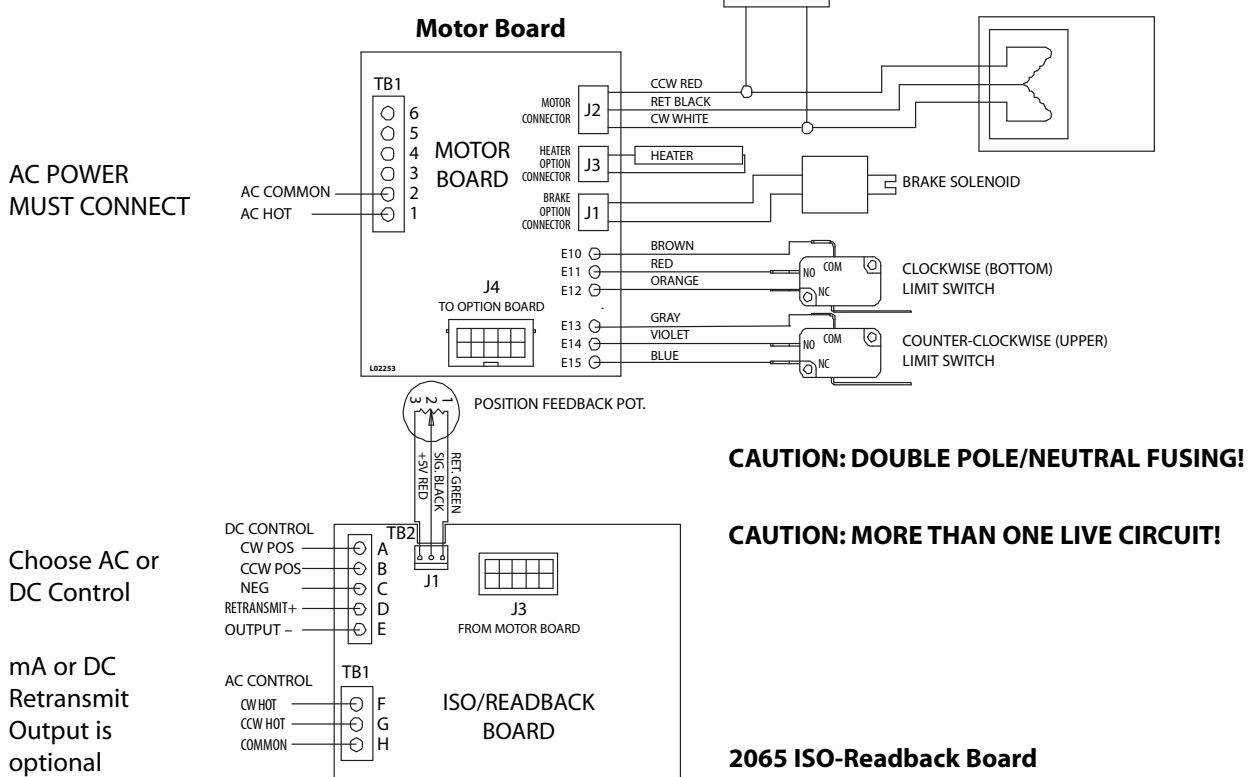 Motor Board
TB1
6
5
4
3
2
1
AC POWER
MUST CONNECT
AC COMMON
AC HOT
MOTOR
BOARD
MOTOR
CONNECTOR
J2
CCW RED
RET BLACK
CW WHITE
HEATER
OPTION
CONNECTOR
J3
HEATER
BRAKE
OPTION
CONNECTOR
J1
BRAKE SOLENOID
E10
BROWN
E11
RED
E12
ORANGE
NO
COM
NC
CLOCKWISE (BOTTOM)
LIMIT SWITCH
J4
TO OPTION BOARD
E13
GRAY
E14
VIOLET
E15
BLUE
NO
COM
NC
COUNTER-CLOCKWISE (UPPER)
LIMIT SWITCH
L02253
3
2
1
POSITION FEEDBACK POT.
+5V RED
SIG. BLACK
RET. GREEN
CAUTION: DOUBLE POLE/NEUTRAL FUSING!
CAUTION: MORE THAN ONE LIVE CIRCUIT!
Choose AC or
DC Control
DC CONTROL
CW POS
CCW POS
NEG
RETRANSMIT+
OUTPUT –
TB2
A
B
C
D
E
J1
J3
FROM MOTOR BOARD
mA or DC
Retransmit
Output is
optional
AC CONTROL
CW HOT
CCW HOT
COMMON
TB1
F
G
H
ISO/READBACK
BOARD
2065 ISO-Readback Board